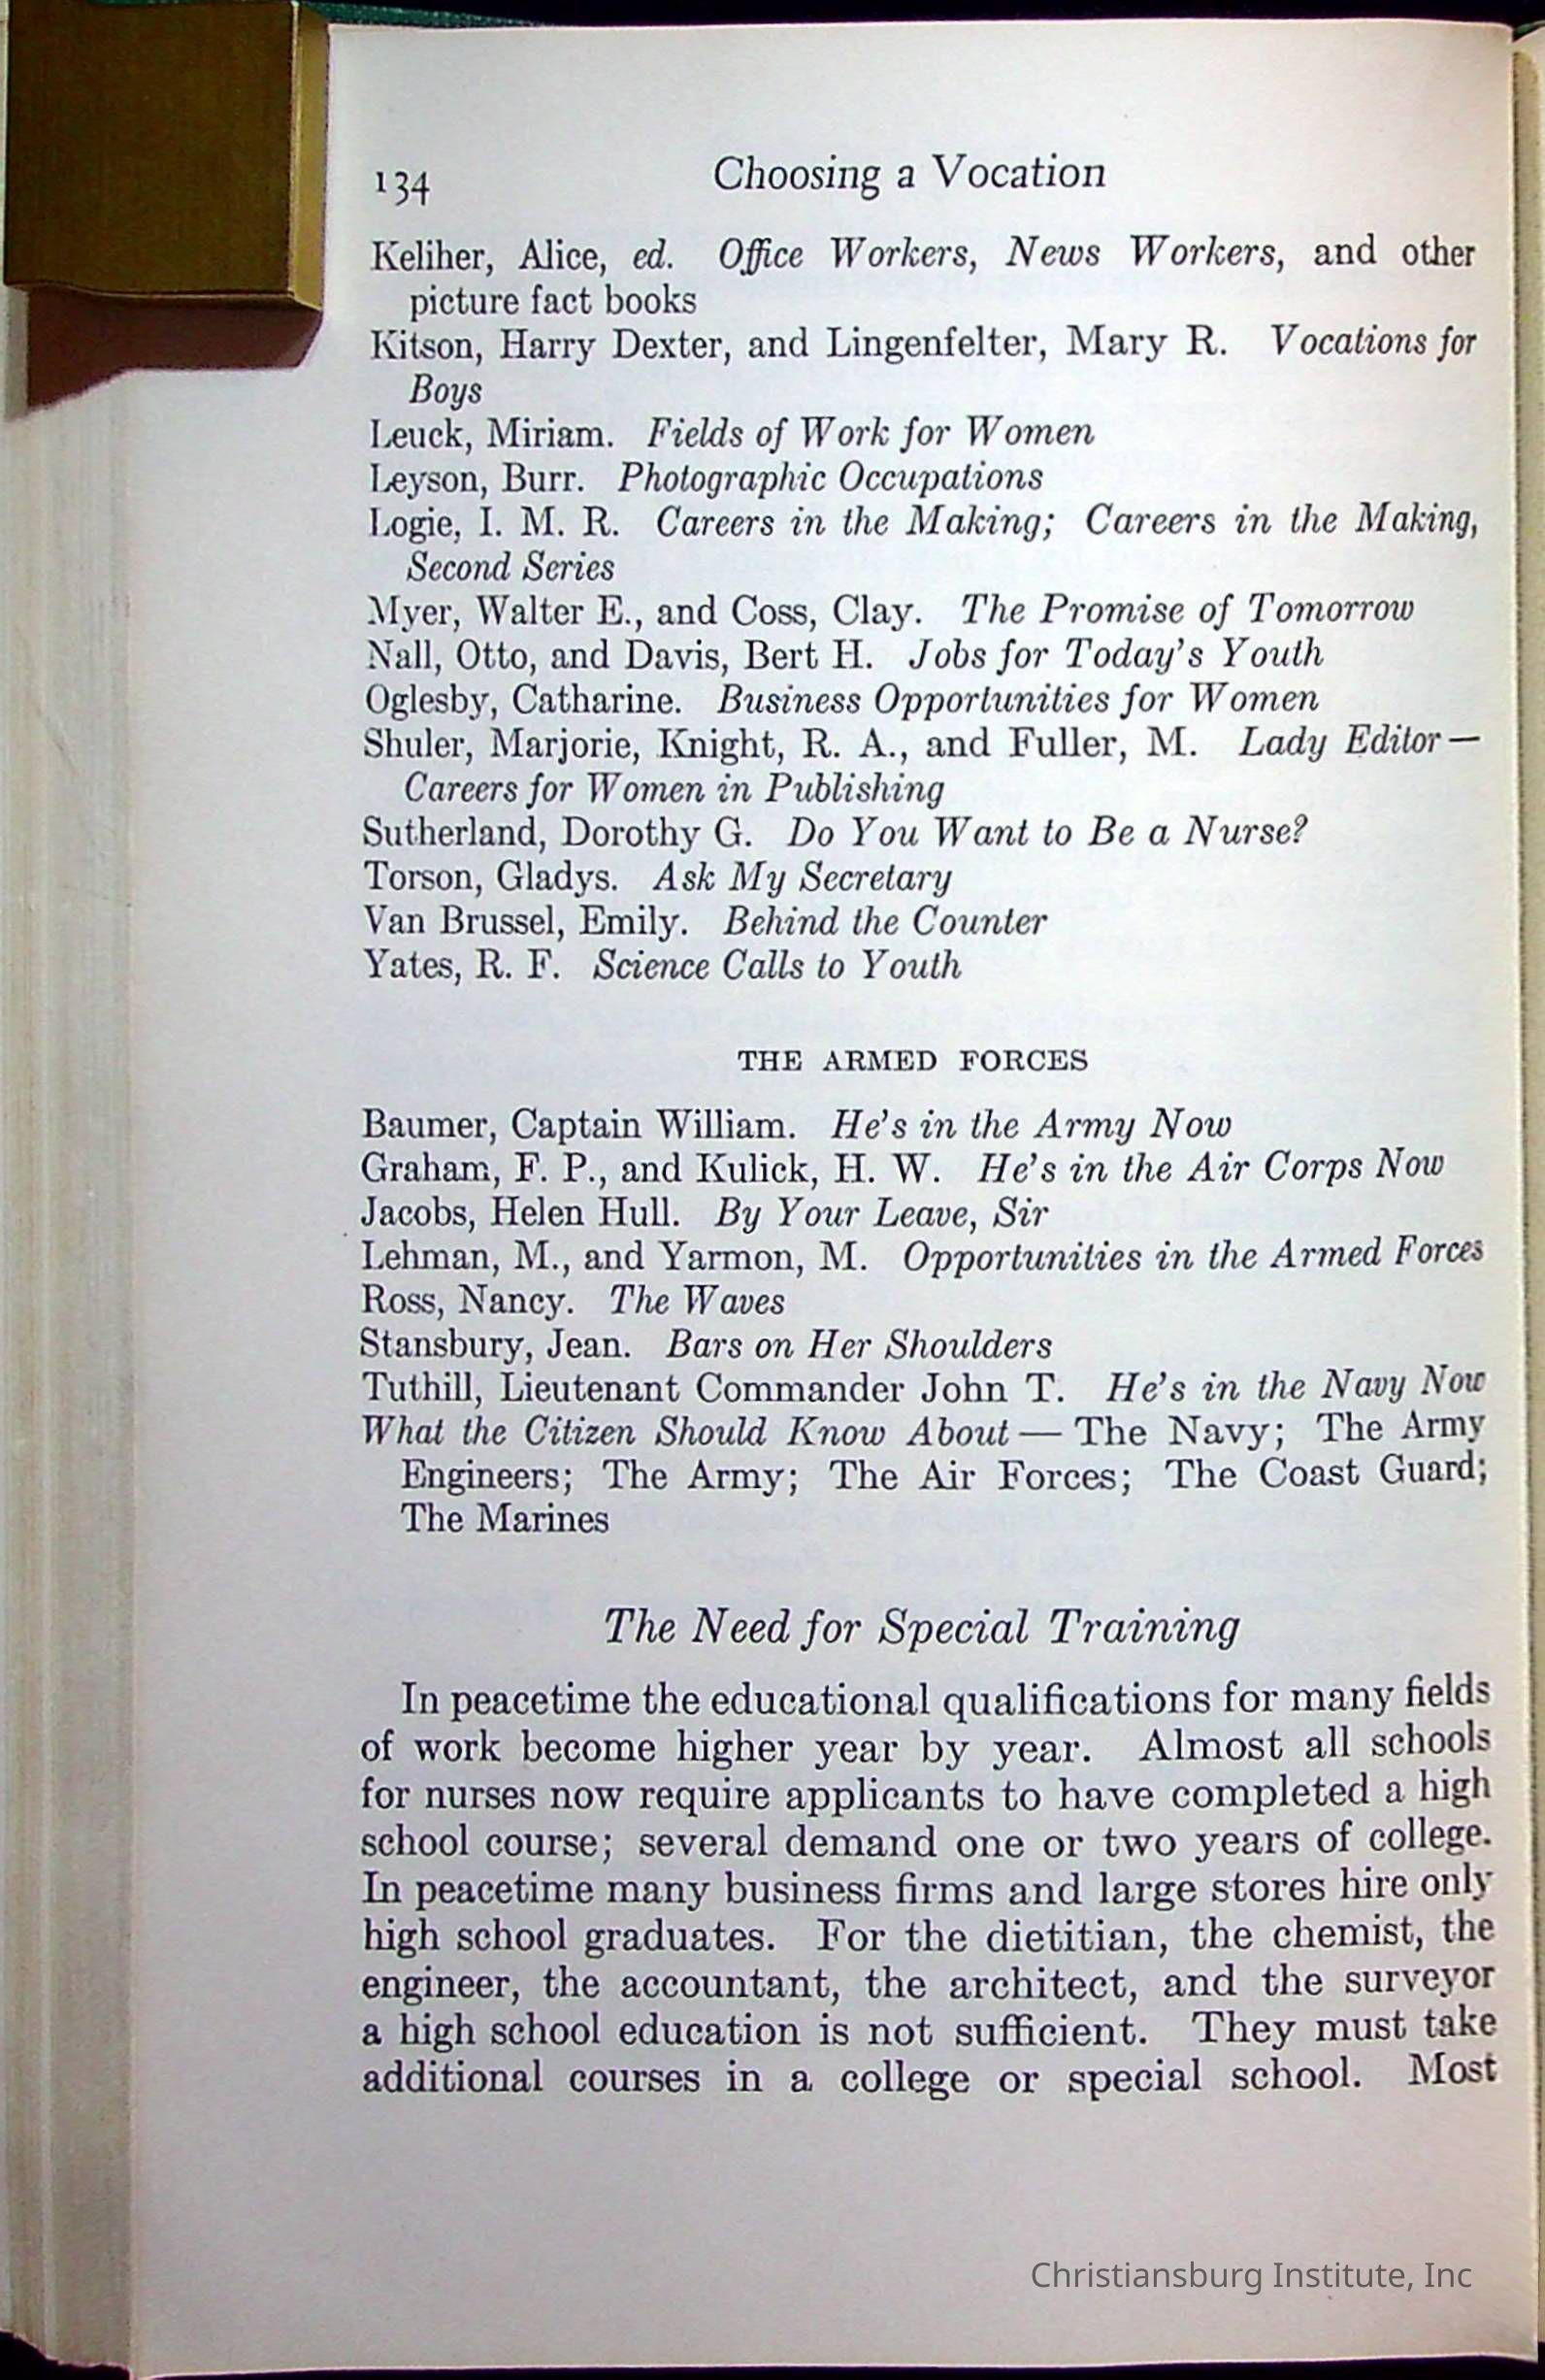 134
Choosing a Vocation
Keliher, Alice, ed. Office Workers, News Workers, and other
picture fact books
Kitson, Harry Dexter, and Lingenfelter, Mary R. Vocations for
Boys
Leuck, Miriam. Fields of Work for Women
Leyson, Burr. Photographic Occupations
Logie, I. M. R. Careers in the Making; Careers in the Making,
Second Series
Myer, Walter E., and Coss, Clay. The Promise of Tomorrow
Nall, Otto, and Davis, Bert H. Jobs for Today's Youth
Oglesby, Catharine. Business Opportunities for Women
Shuler, Marjorie, Knight, R. A., and Fuller, M. Lady Editor —
Careers for Women in Publishing
Sutherland, Dorothy G. Do You Want to Be a Nurse?
Torson, Gladys. Ask My Secretary
Van Brussel, Emily. Behind the Counter
Yates, R. F. Science Calls to Youth
THE ARMED FORCES
Baumer, Captain William. He's in the Army Now
Graham, F. P., and Kulick, H. W. He's in the Air Corps Now
Jacobs, Helen Hull. By Your Leave, Sir
Lehman, M., and Yarmon, M. Opportunities in the Armed Forces
Ross, Nancy. The Waves
Stansbury, Jean. Bars on Her Shoulders
Tuthill, Lieutenant Commander John T. He's in the Navy Now
What the Citizen Should Know About — The Navy; The Army
Engineers; The Army; The Air Forces; The Coast Guard;
The Marines
The Need for Special Training
In peacetime the educational qualifications for many fields
of work become higher year by year. Almost all schools
for nurses now require applicants to have completed a high
school course; several demand one or two years of college.
In peacetime many business firms and large stores hire only
high school graduates. For the dietitian, the chemist, the
engineer, the accountant, the architect, and the surveyor
a high school education is not sufficient. They must take
additional courses in a college or special school. Most
Christiansburg Institute, Inc